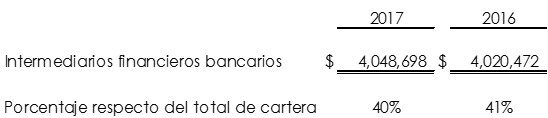 2017 2016
Intermediarios financieros bancarios $ 4,048,698 $ 4,020,472
Porcentaje respecto del total de cartera 40% 41%